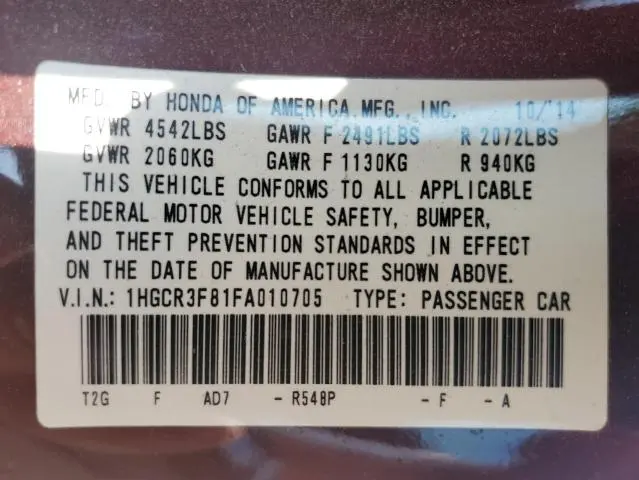 MFD. BY HONDA OF AMERICA MFG., INC. 10/'14
GVWR 4542LBS GAWR F 2491LBS R 2072LBS
GVWR 2060KG GAWR F 1130KG R 940KG
THIS VEHICLE CONFORMS TO ALL APPLICABLE
FEDERAL MOTOR VEHICLE SAFETY, BUMPER,
AND THEFT PREVENTION STANDARDS IN EFFECT
ON THE DATE OF MANUFACTURE SHOWN ABOVE.
V.I.N.: 1HGCR3F81FA010705 TYPE: PASSENGER CAR
T2G F AD7 - R548P - F - A